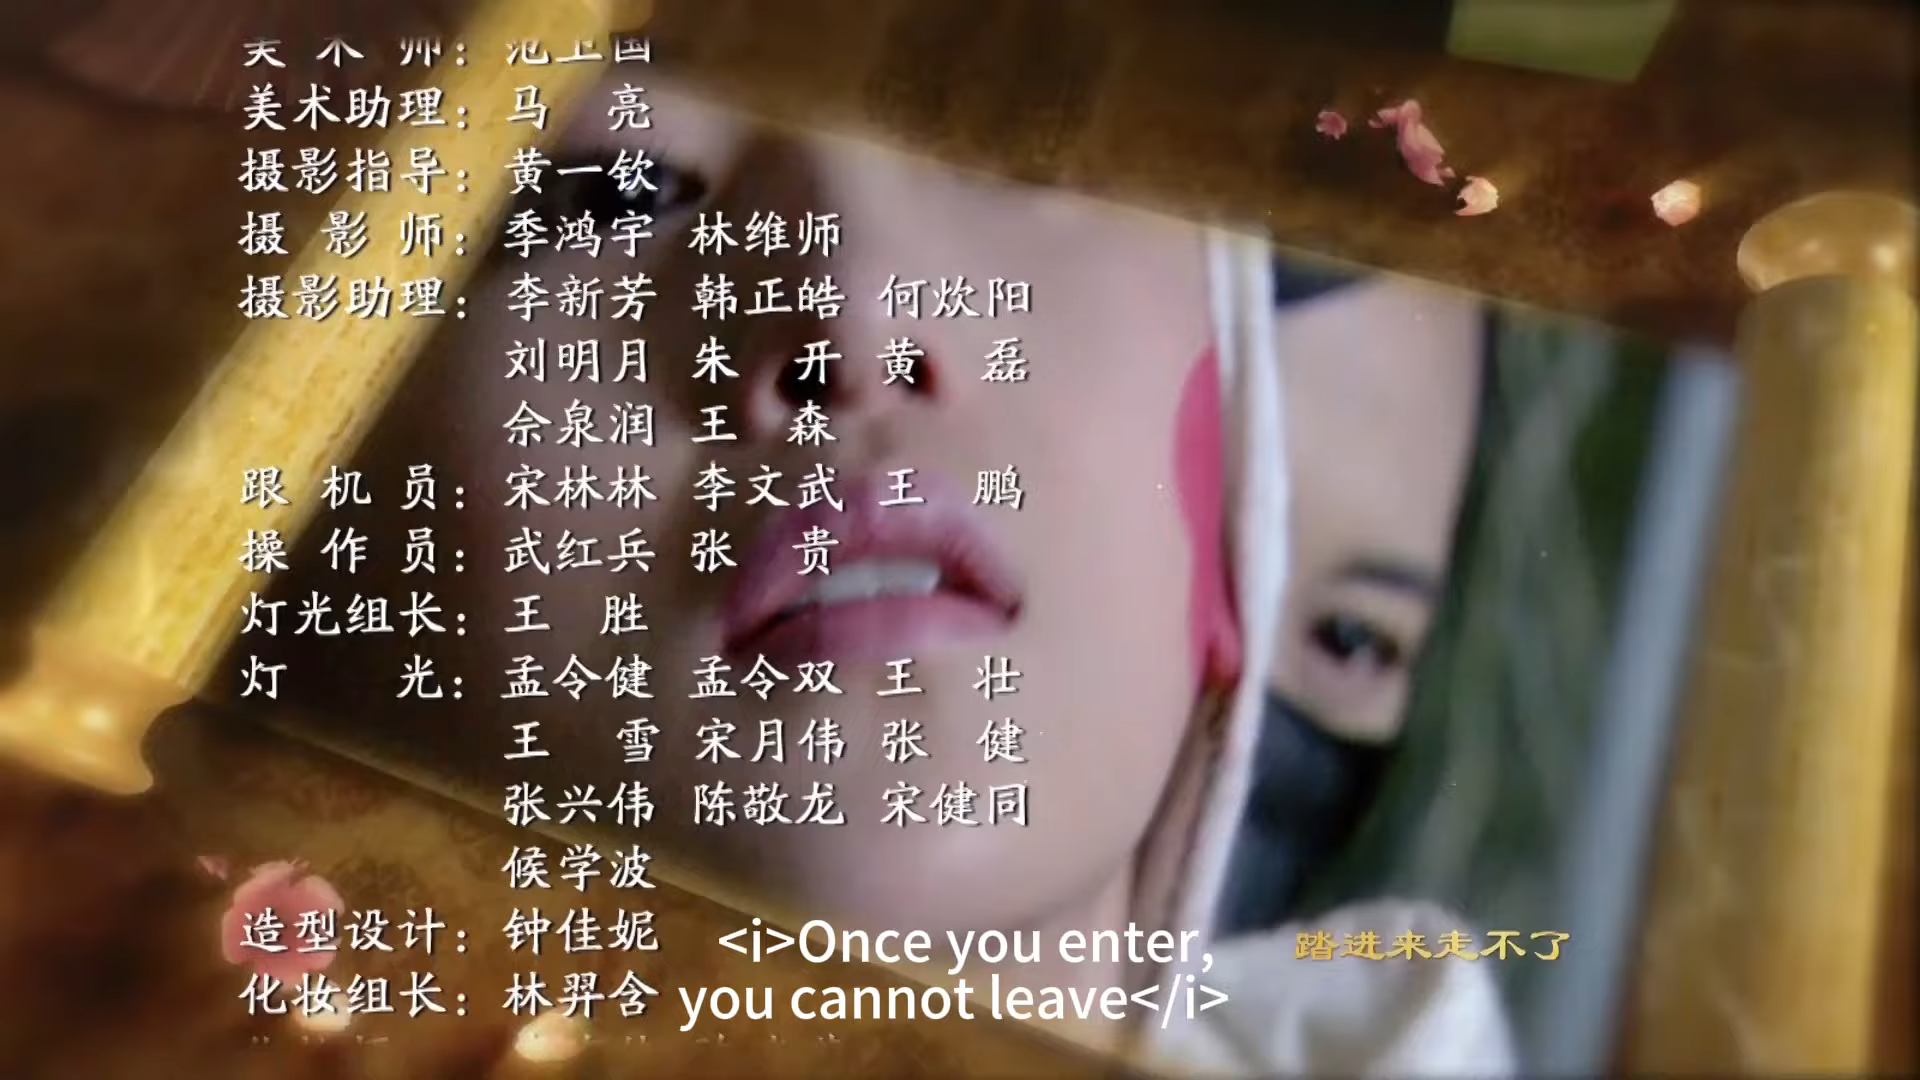 美术师：范卫国
美术助理：马亮
摄影指导：黄一钦
摄影师：季鸿宇 林维师
摄影助理：李新芳 韩正皓 何炊阳
刘明月 朱开 黄磊
佘泉润 王森
跟机员：宋林林 李文武 王鹏
操作员：武红兵 张贵
灯光组长：王胜
灯光：孟令健 孟令双 王壮
王雪 宋月伟 张健
张兴伟 陈敬龙 宋健同
候学波
造型设计：钟佳妮
化妆组长：林羿含
<i>Once you enter,
you cannot leave</i>
踏进来走不了